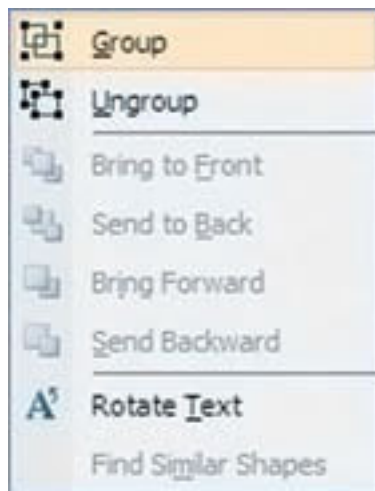 Group
Ungroup
Bring to Front
Send to Back
Bring Forward
Send Backward
Rotate Text
Find Similar Shapes